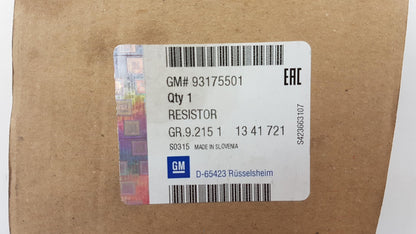 GM# 93175501
EAC
Qty 1
RESISTOR
GR.9.215 1 13 41 721
S0315 MADE IN SLOVENIA
GM D-65423 Rüsselsheim
S423663107